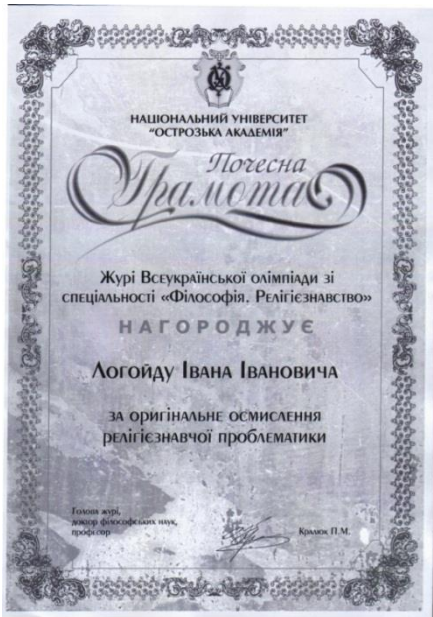 НАЦІОНАЛЬНИЙ УНІВЕРСИТЕТ
"ОСТРОЗЬКА АКАДЕМІЯ"
Почесна
Грамота
Журі Всеукраїнської олімпіади зі
спеціальності «Філософія. Релігієзнавство»
НАГОРОДЖУЄ
Логойду Івана Івановича
за оригінальне осмислення
релігієзнавчої проблематики
Голова журі,
доктор філософських наук,
професор
Кралюк П.М.